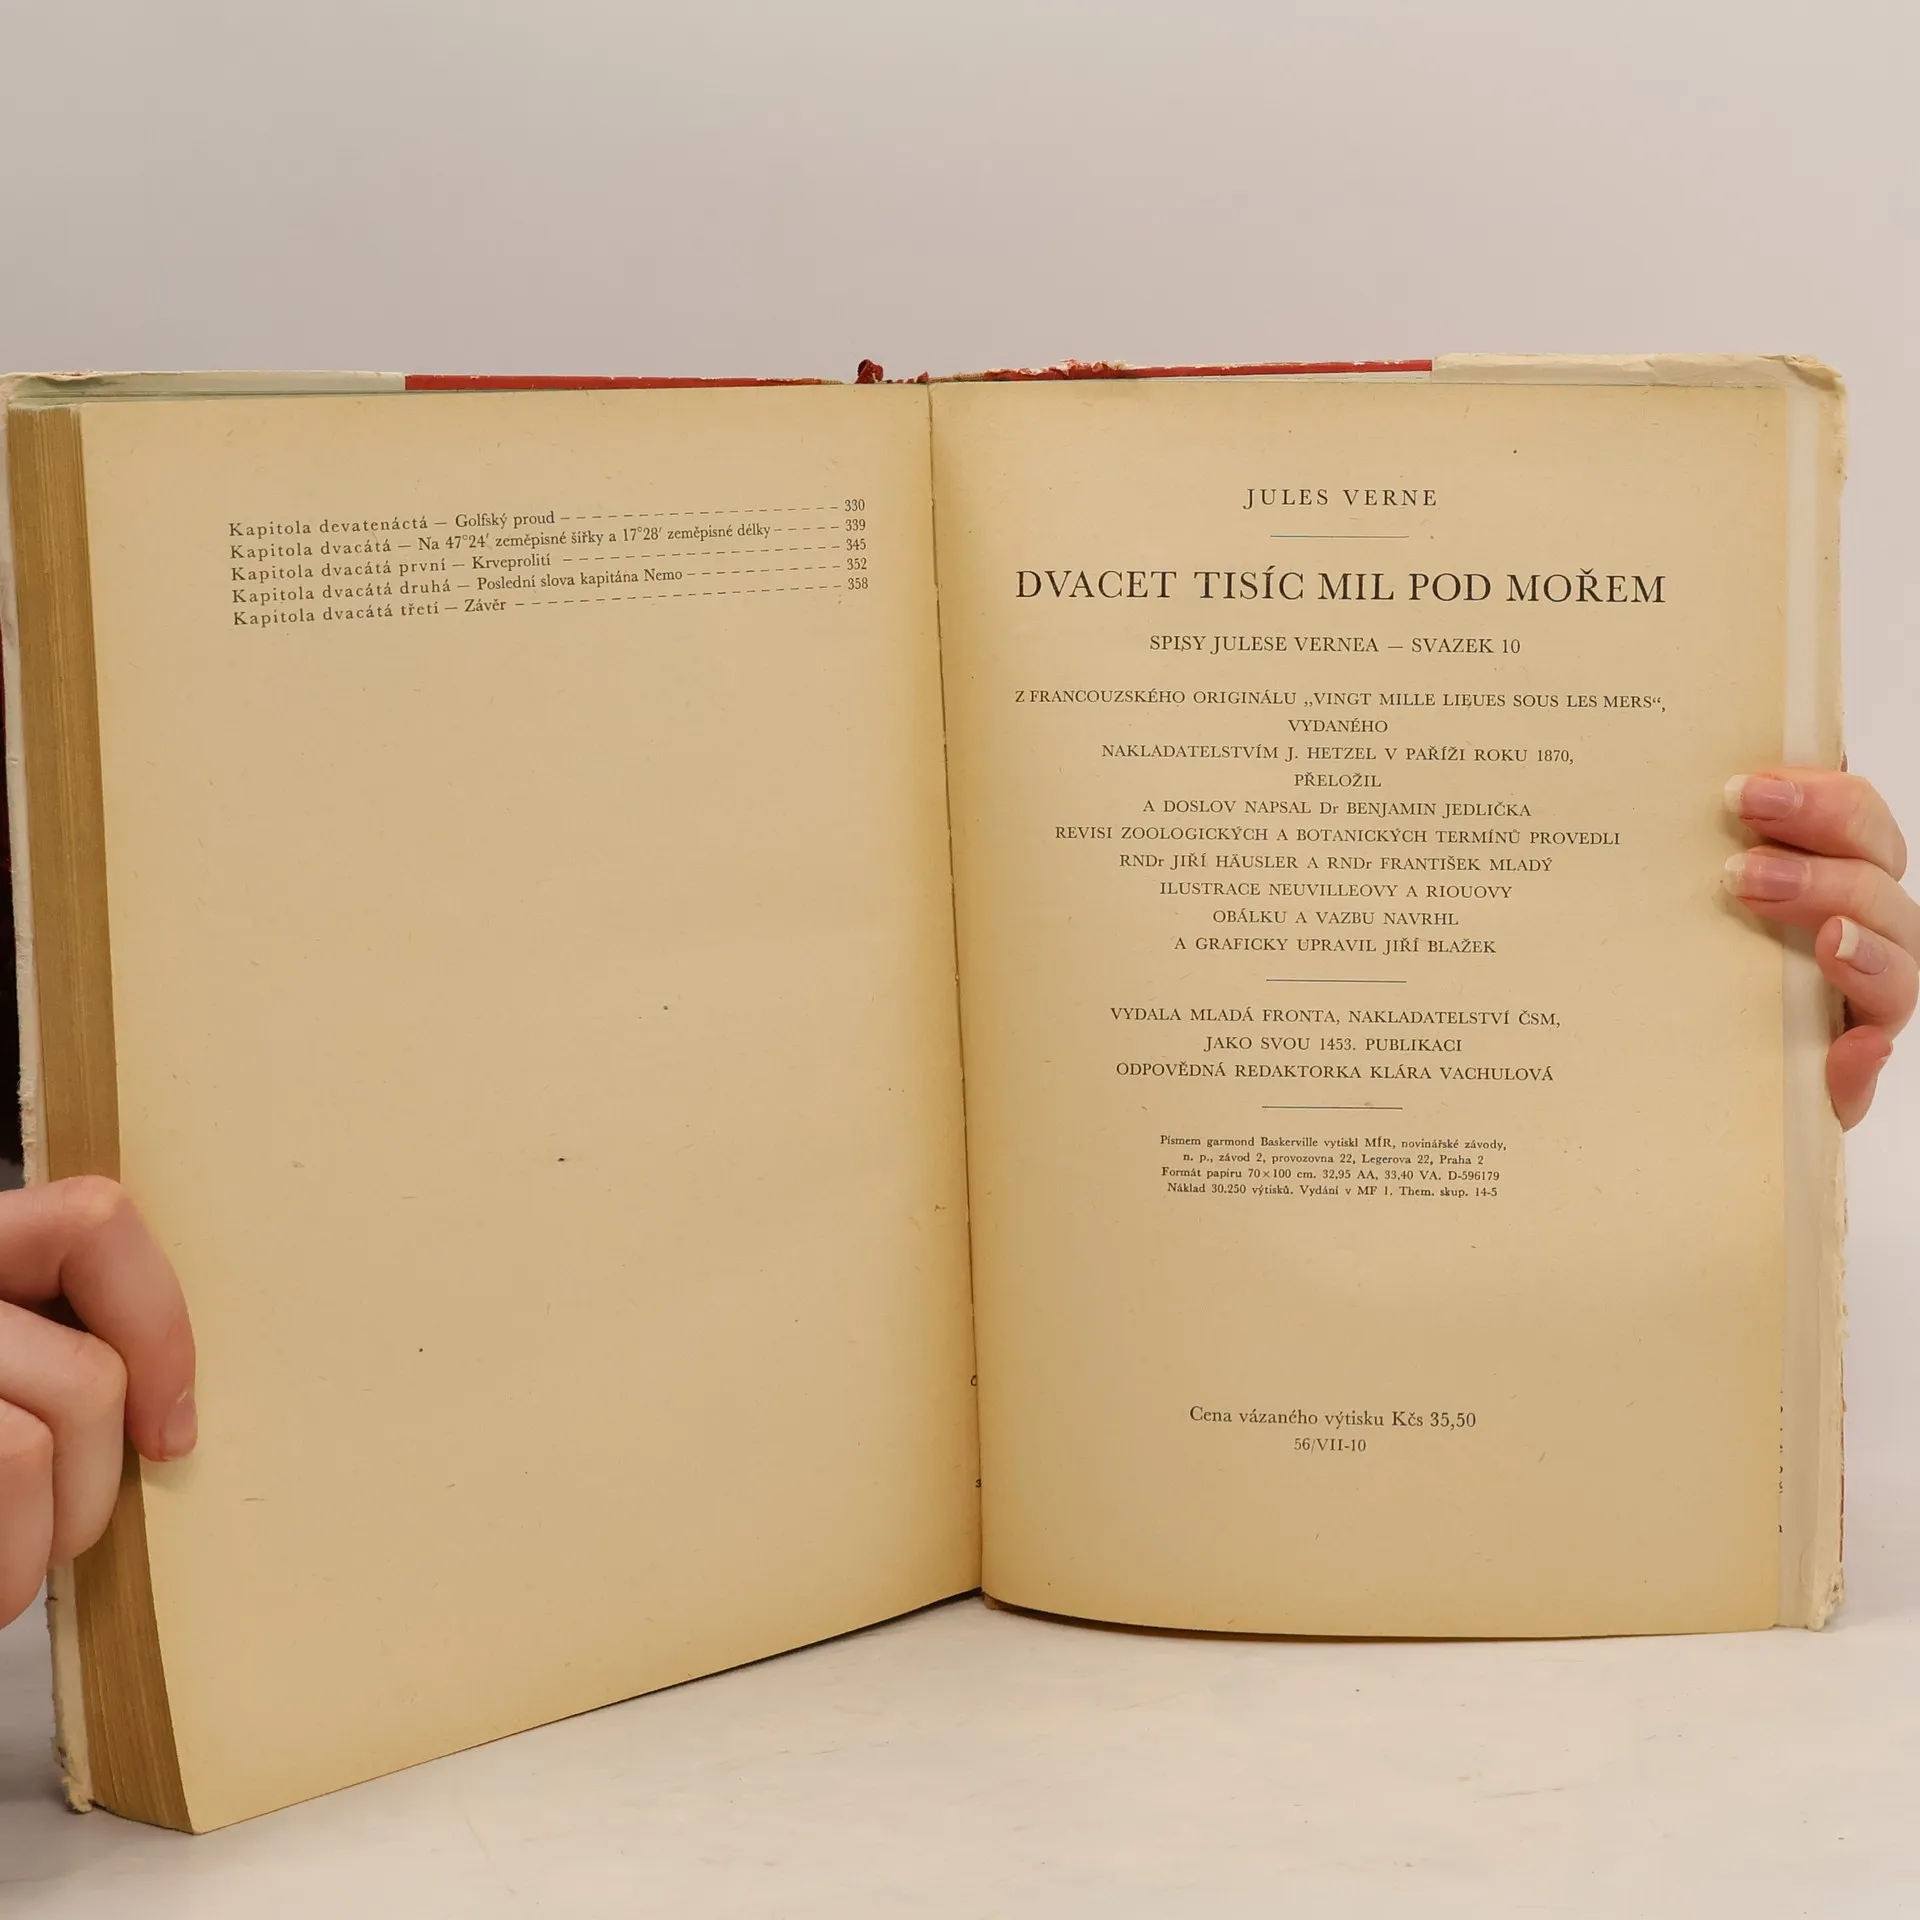 Kapitola devatenáctá — Golfský proud – – – – – – – – – – – – – – – – – 330
Kapitola dvacátá — Na 47°24′ zeměpisné šířky a 17°28′ zeměpisné délky – – – – – 339
Kapitola dvacátá první — Krveprolití – – – – – – – – – – – – – – – – – 345
Kapitola dvacátá druhá — Poslední slova kapitána Nemo – – – – – – – – – – 352
Kapitola dvacátá třetí — Závěr – – – – – – – – – – – – – – – – – – – – 358
JULES VERNE
DVACET TISÍC MIL POD MOŘEM
SPISY JULESE VERNEA — SVAZEK 10
Z FRANCOUZSKÉHO ORIGINÁLU „VINGT MILLE LIEUES SOUS LES MERS“,
VYDANÉHO
NAKLADATELSTVÍM J. HETZEL V PAŘÍŽI ROKU 1870,
PŘELOŽIL
A DOSLOV NAPSAL Dr BENJAMIN JEDLIČKA
REVISI ZOOLOGICKÝCH A BOTANICKÝCH TERMÍNŮ PROVEDLI
RNDr JIŘÍ HÄUSLER A RNDr FRANTIŠEK MLADÝ
ILUSTRACE NEUVILLEOVY A RIOUOVY
OBÁLKU A VAZBU NAVRHL
A GRAFICKY UPRAVIL JIŘÍ BLAŽEK
VYDALA MLADÁ FRONTA, NAKLADATELSTVÍ ČSM,
JAKO SVOU 1453. PUBLIKACI
ODPOVĚDNÁ REDAKTORKA KLÁRA VACHULOVÁ
Písmem garmond Baskerville vytiskl MÍR, novinářské závody,
n. p., závod 2, provozovna 22, Legerova 22, Praha 2
Formát papíru 70×100 cm. 32,95 AA, 33,40 VA. D-596179
Náklad 30.250 výtisků. Vydání v MF 1. Them. skup. 14-5
Cena vázaného výtisku Kčs 35,50
56/VII-10